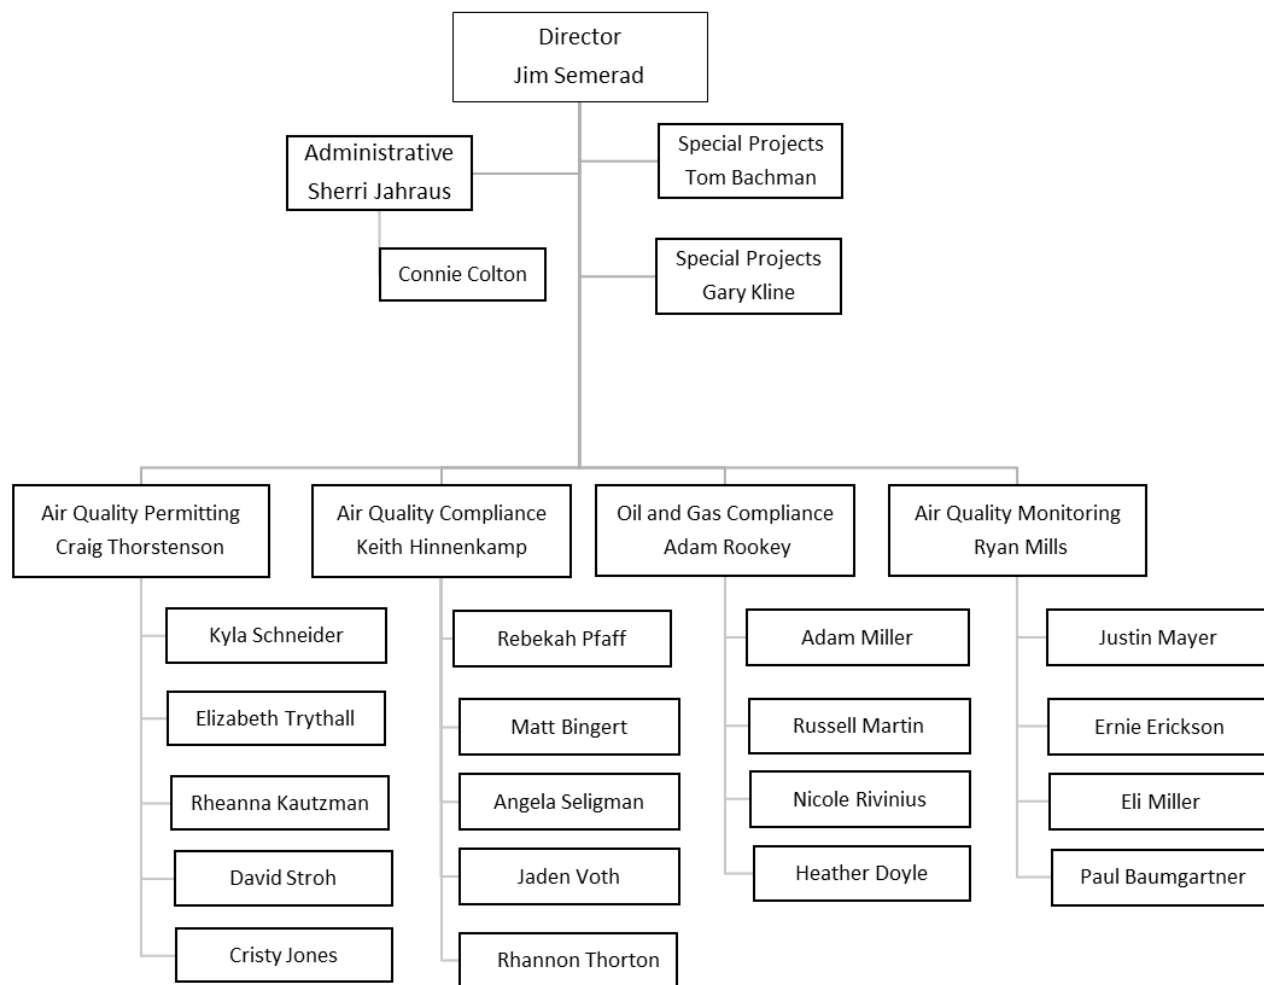 Director
Jim Semerad
Administrative
Sherri Jahraus
Special Projects
Tom Bachman
Connie Colton
Special Projects
Gary Kline
Air Quality Permitting
Craig Thorstenson
Kyla Schneider
Elizabeth Trythall
Rheanna Kautzman
David Stroh
Cristy Jones
Air Quality Compliance
Keith Hinnenkamp
Rebekah Pfaff
Matt Bingert
Angela Seligman
Jaden Voth
Rhannon Thorton
Oil and Gas Compliance
Adam Rookey
Adam Miller
Russell Martin
Nicole Rivinius
Heather Doyle
Air Quality Monitoring
Ryan Mills
Justin Mayer
Ernie Erickson
Eli Miller
Paul Baumgartner